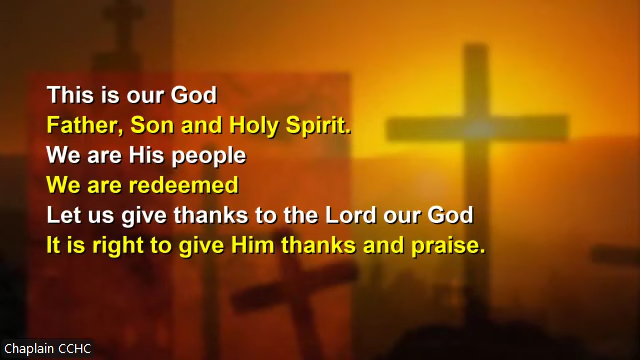 This is our God
Father, Son and Holy Spirit.
We are His people
We are redeemed
Let us give thanks to the Lord our God
It is right to give Him thanks and praise.
Chaplain CCHC